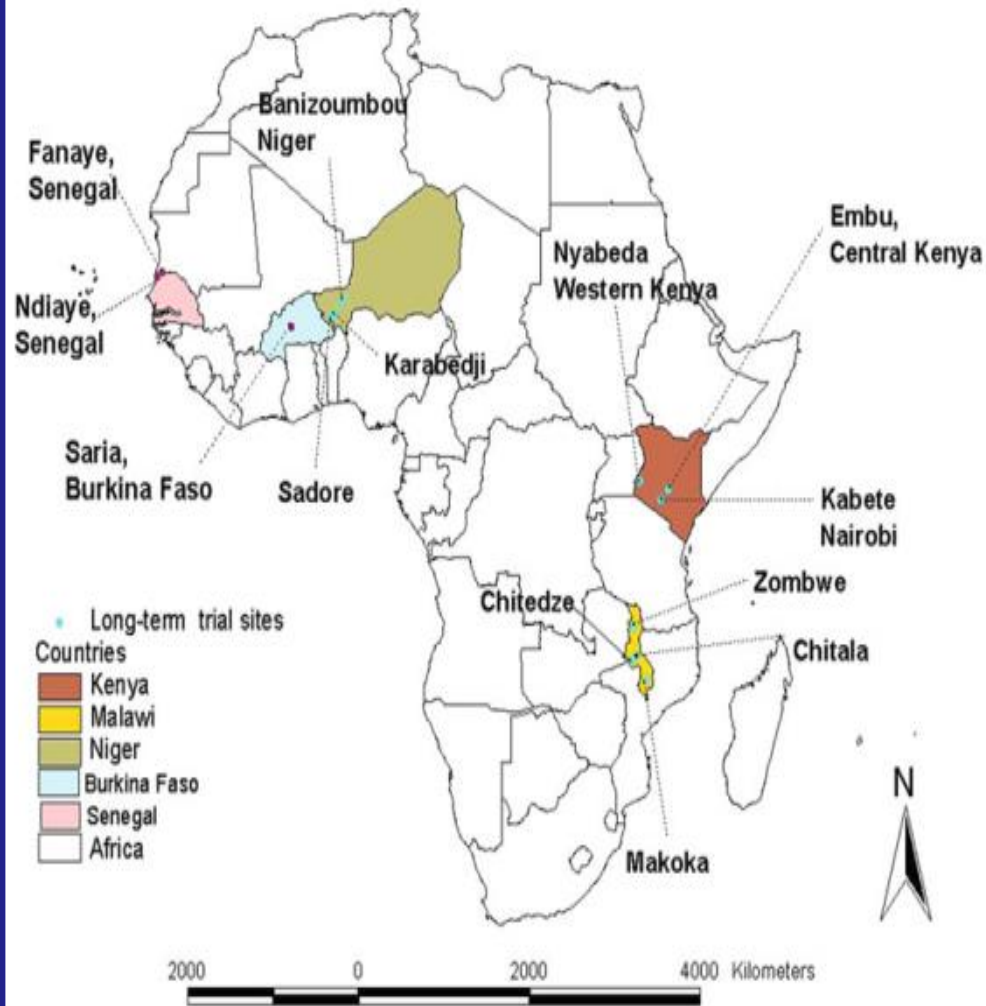 Banizoumbou
Niger
Fanaye,
Senegal
Embu,
Central Kenya
Nyabeda
Western Kenya
Ndiaye,
Senegal
Karabedji
Saria,
Burkina Faso
Sadore
Kabete
Nairobi
Zombwe
Chitedze
Chitala
Makoka
Long-term trial sites
Countries
Kenya
Malawi
Niger
Burkina Faso
Senegal
Africa
N
2000 0 2000 4000 Kilometers